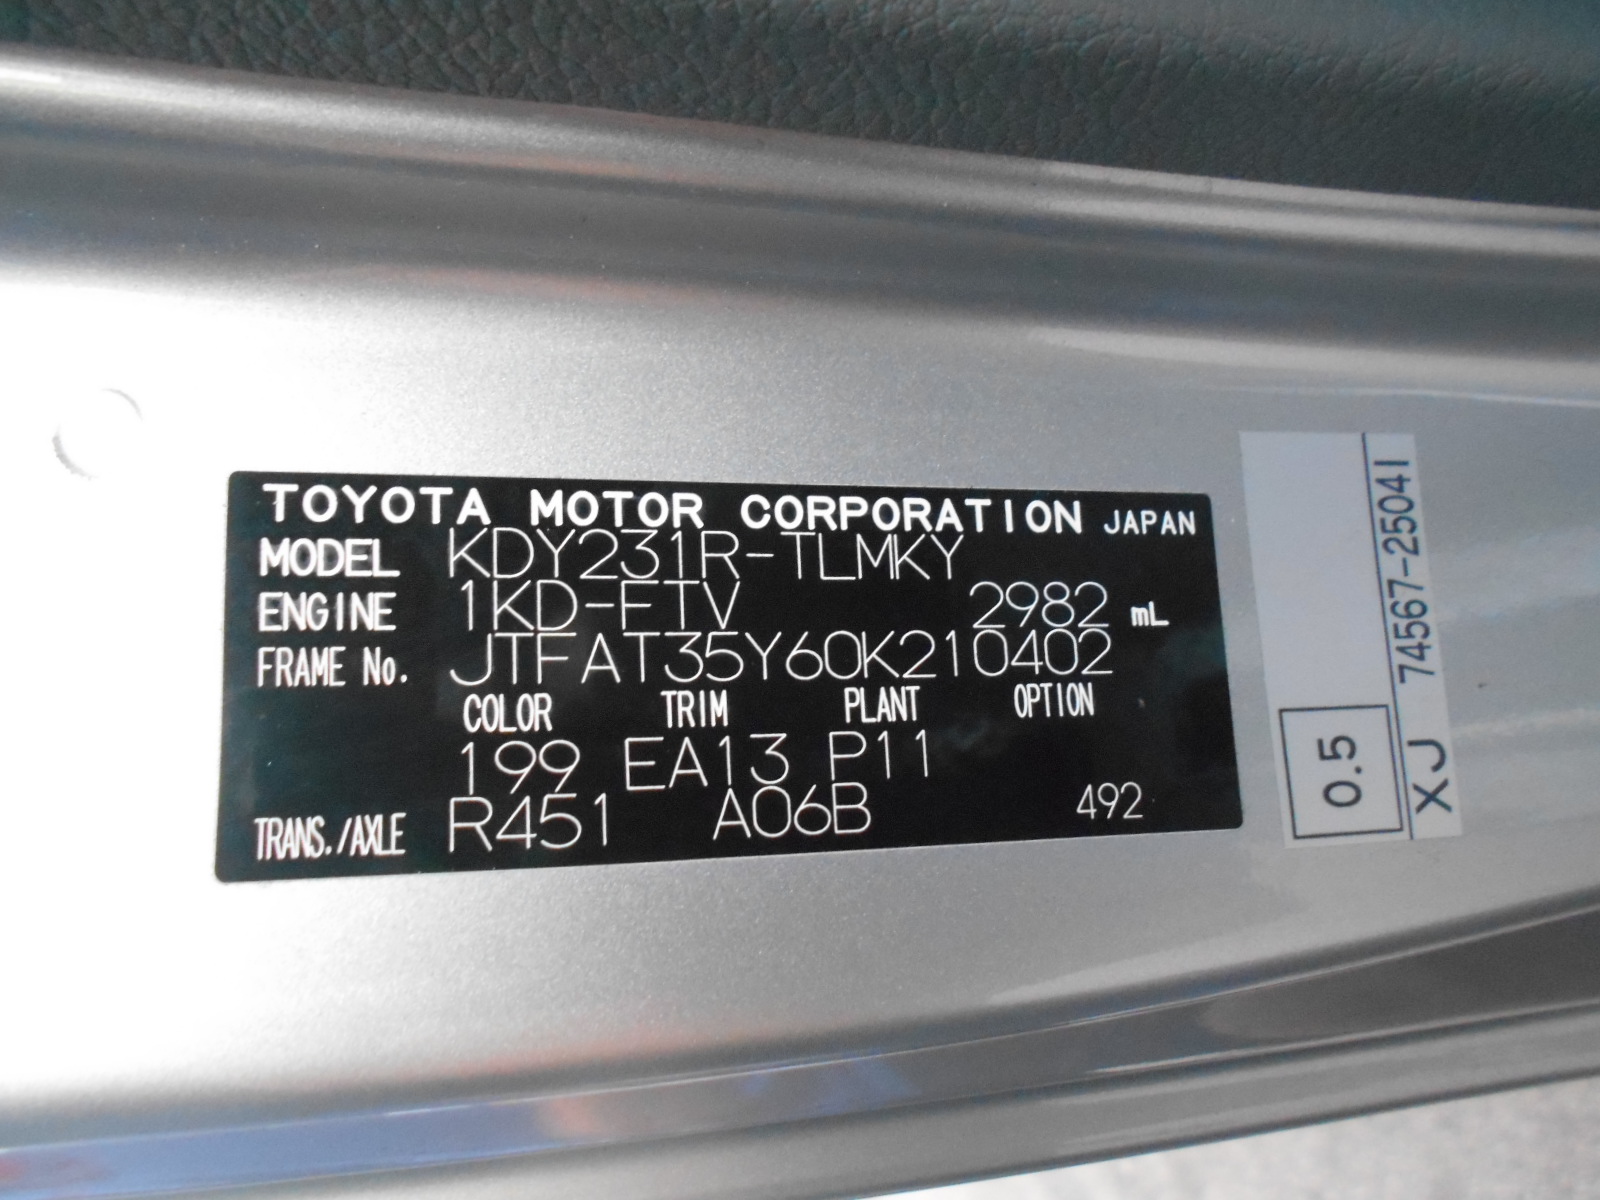 TOYOTA MOTOR CORPORATION JAPAN
MODEL KDY231R-TLMKY
ENGINE 1KD-FTV 2982 mL
FRAME No. JTFAT35Y60K210402
COLOR TRIM PLANT OPTION
199 EA13 P11
TRANS./AXLE R451 A06B 492
0.5
XJ 74567-25041